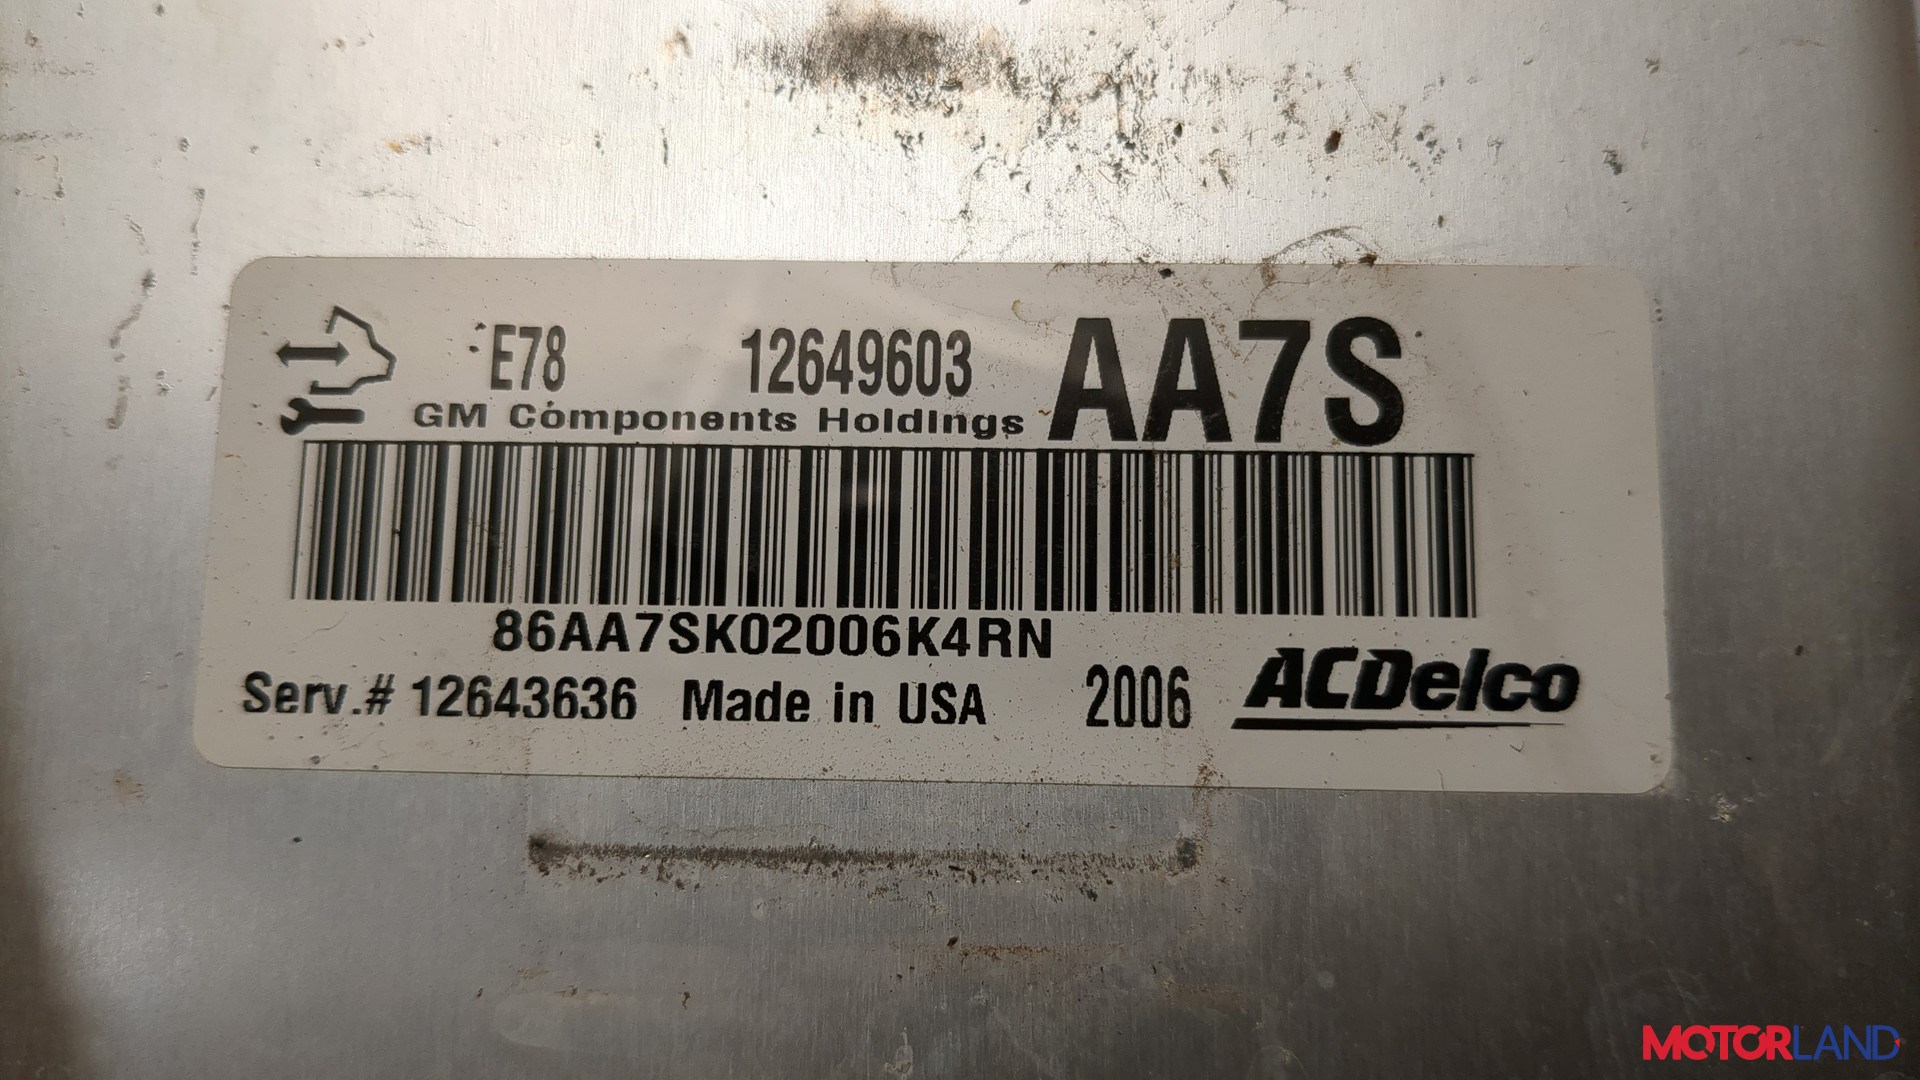 E78 12649603 AA7S
GM Components Holdings
86AA7SK02006K4RN
Serv.# 12643636 Made in USA 2006 ACDelco
MOTORLAND